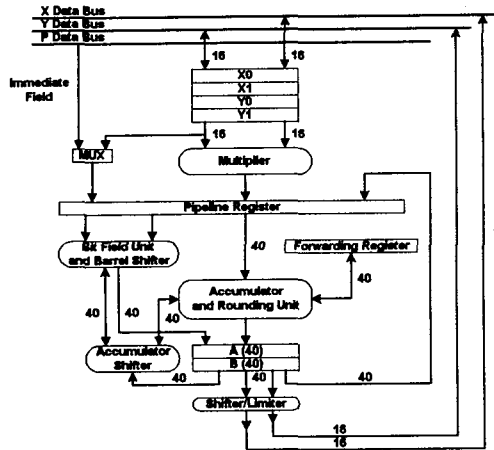 X Data Bus
Y Data Bus
P Data Bus
16
16
Immediate
Field
X0
X1
Y0
Y1
16
16
MUX
Multiplier
Pipeline Register
40
Forwarding Register
Bit Field Unit
and Barrel Shifter
40
Accumulator
and Rounding Unit
40
40
40
Accumulator
Shifter
A (40)
B (40)
40
40
40
Shifter/Limiter
16
16